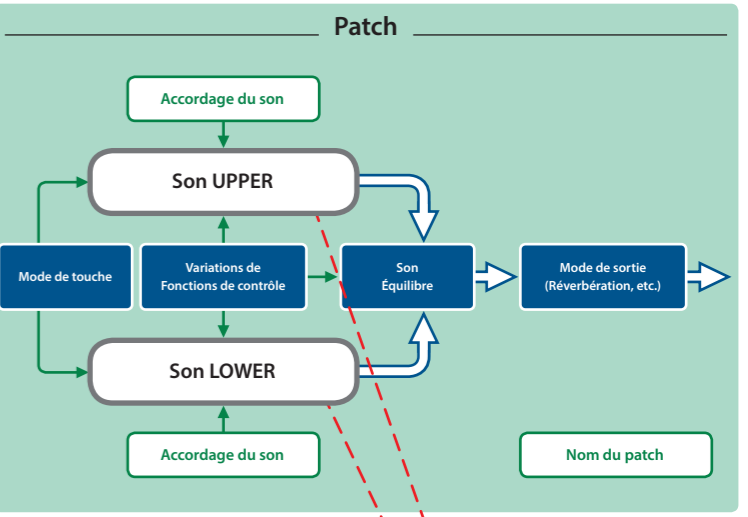 Patch
Accordage du son
Son UPPER
Mode de touche
Variations de
Fonctions de contrôle
Son
Équilibre
Mode de sortie
(Réverbération, etc.)
Son LOWER
Accordage du son
Nom du patch